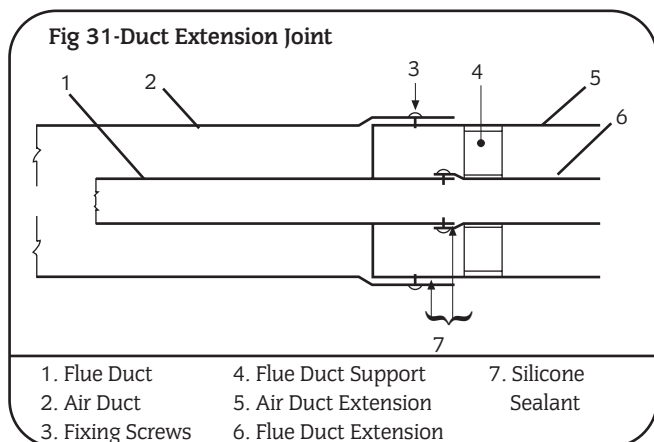 Fig 31-Duct Extension Joint
3
4
5
1
2
6
7
1. Flue Duct
2. Air Duct
3. Fixing Screws
4. Flue Duct Support
5. Air Duct Extension
6. Flue Duct Extension
7. Silicone
Sealant